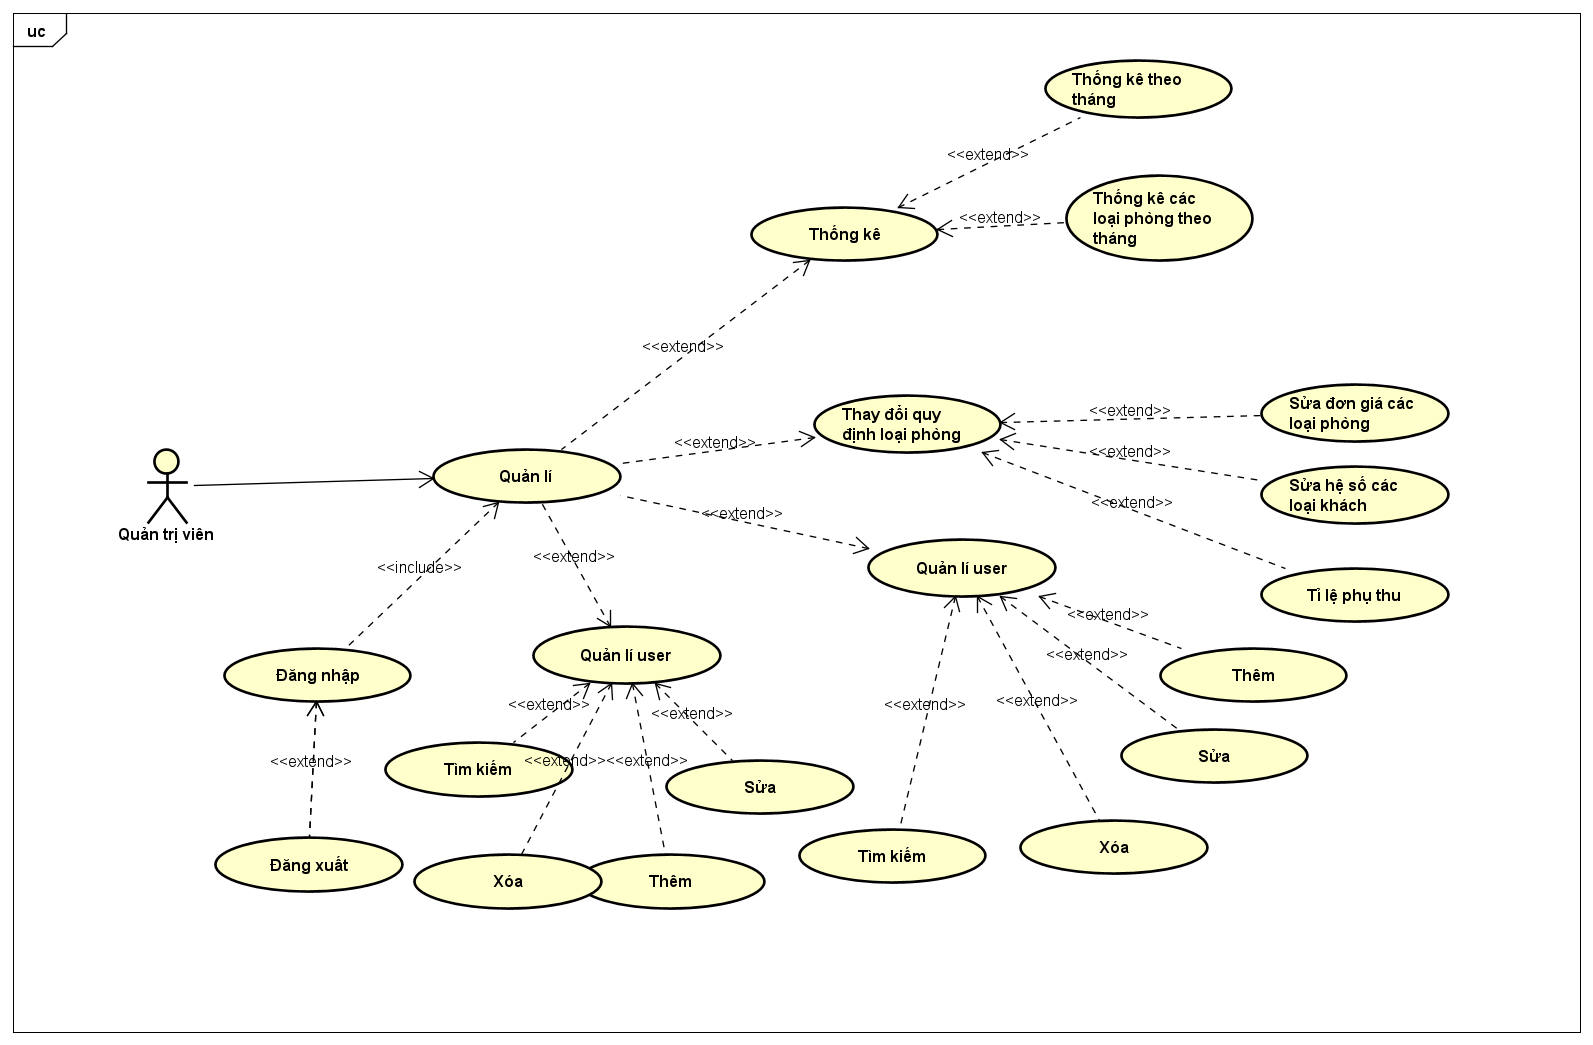 uc
Thống kê theo
tháng
<<extend>>
Thống kê các
loại phòng theo
tháng
<<extend>>
Thống kê
<<extend>>
Thay đổi quy
định loại phòng
<<extend>>
Sửa đơn giá các
loại phòng
<<extend>>
<<extend>>
Sửa hệ số các
loại khách
<<extend>>
Tỉ lệ phụ thu
Quản lí
Quản trị viên
<<extend>>
<<extend>>
<<include>>
Quản lí user
<<extend>>
Thêm
<<extend>>
Sửa
<<extend>>
Xóa
<<extend>>
Tìm kiếm
Quản lí user
Đăng nhập
<<extend>>
<<extend>>
<<extend>>
Tìm kiếm
<<extend>><<extend>>
Sửa
Đăng xuất
Xóa
Thêm